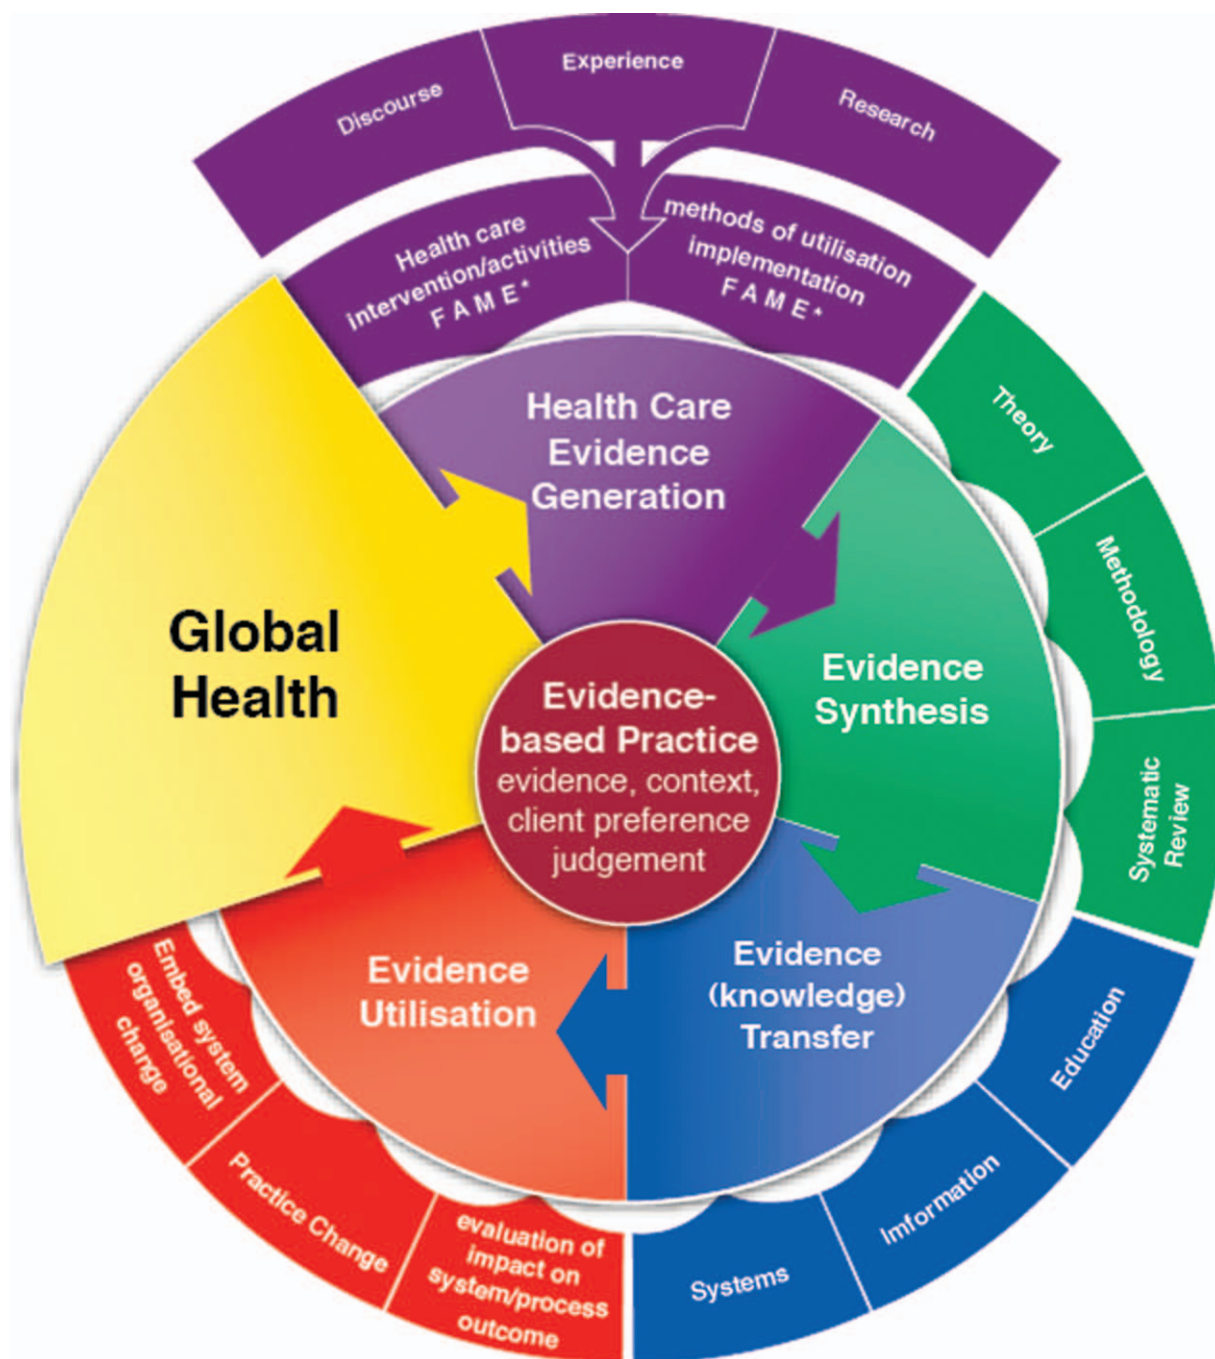 Discourse
Experience
Research
Health care
intervention/activities
F A M E*
methods of utilisation
implementation
F A M E*
Health Care
Evidence
Generation
Theory
Methodology
Systematic
Review
Evidence
Synthesis
Global
Health
Evidence-
based Practice
evidence, context,
client preference
judgement
Evidence
(knowledge)
Transfer
Education
Imformation
Systems
Evidence
Utilisation
evaluation of
impact on
system/process
outcome
Practice Change
Embed system
organisational
change